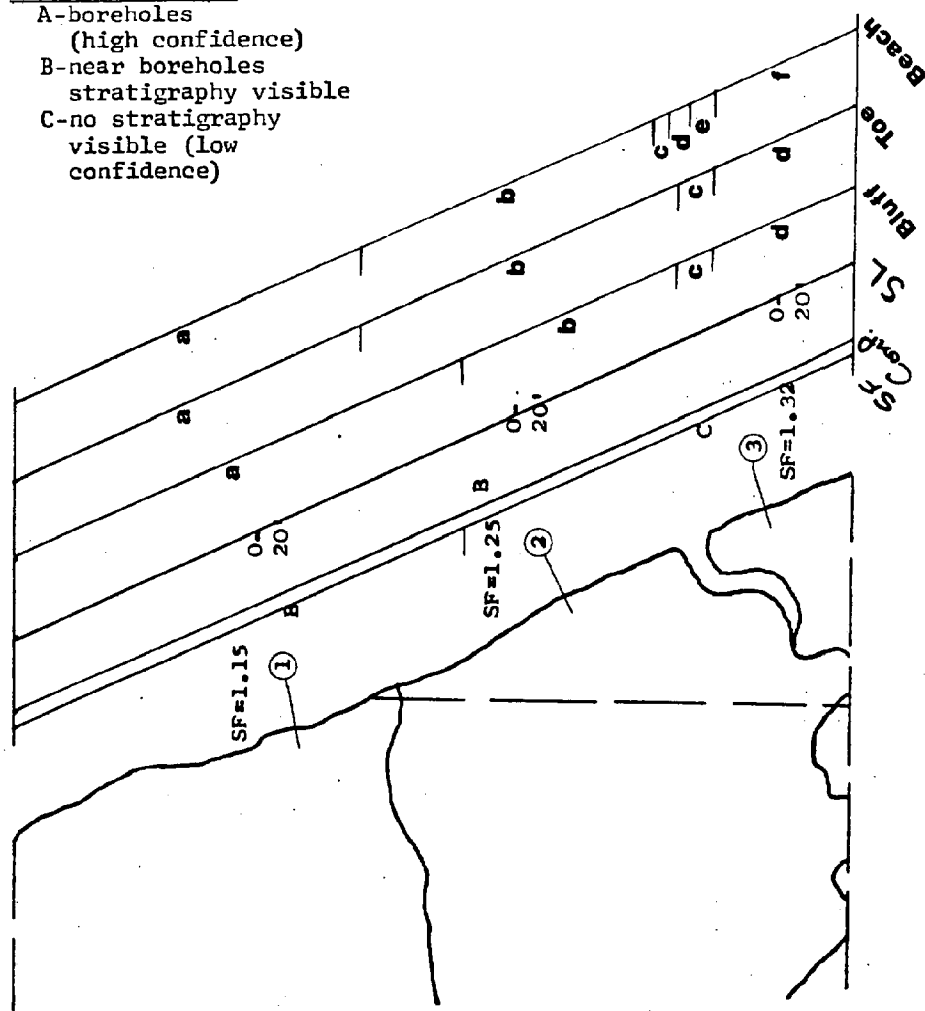 A-boreholes
(high confidence)
B-near boreholes
stratigraphy visible
C-no stratigraphy
visible (low
confidence)
Beach
a
b
c
d
e
f
Toe
a
b
c
d
Bluff
a
b
c
d
SL
0-
20'
0-
20'
0-
20'
Conf.
B
B
C
SF
SF=1.15
1
SF=1.25
2
SF=1.32
3